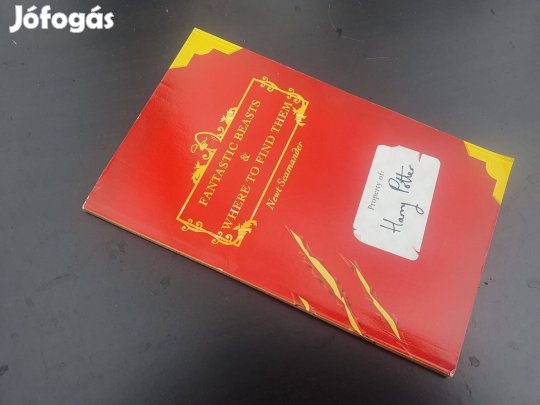 Jófogás
FANTASTIC BEASTS
&
WHERE TO FIND THEM
Newt Scamander
Property of:
Harry Potter